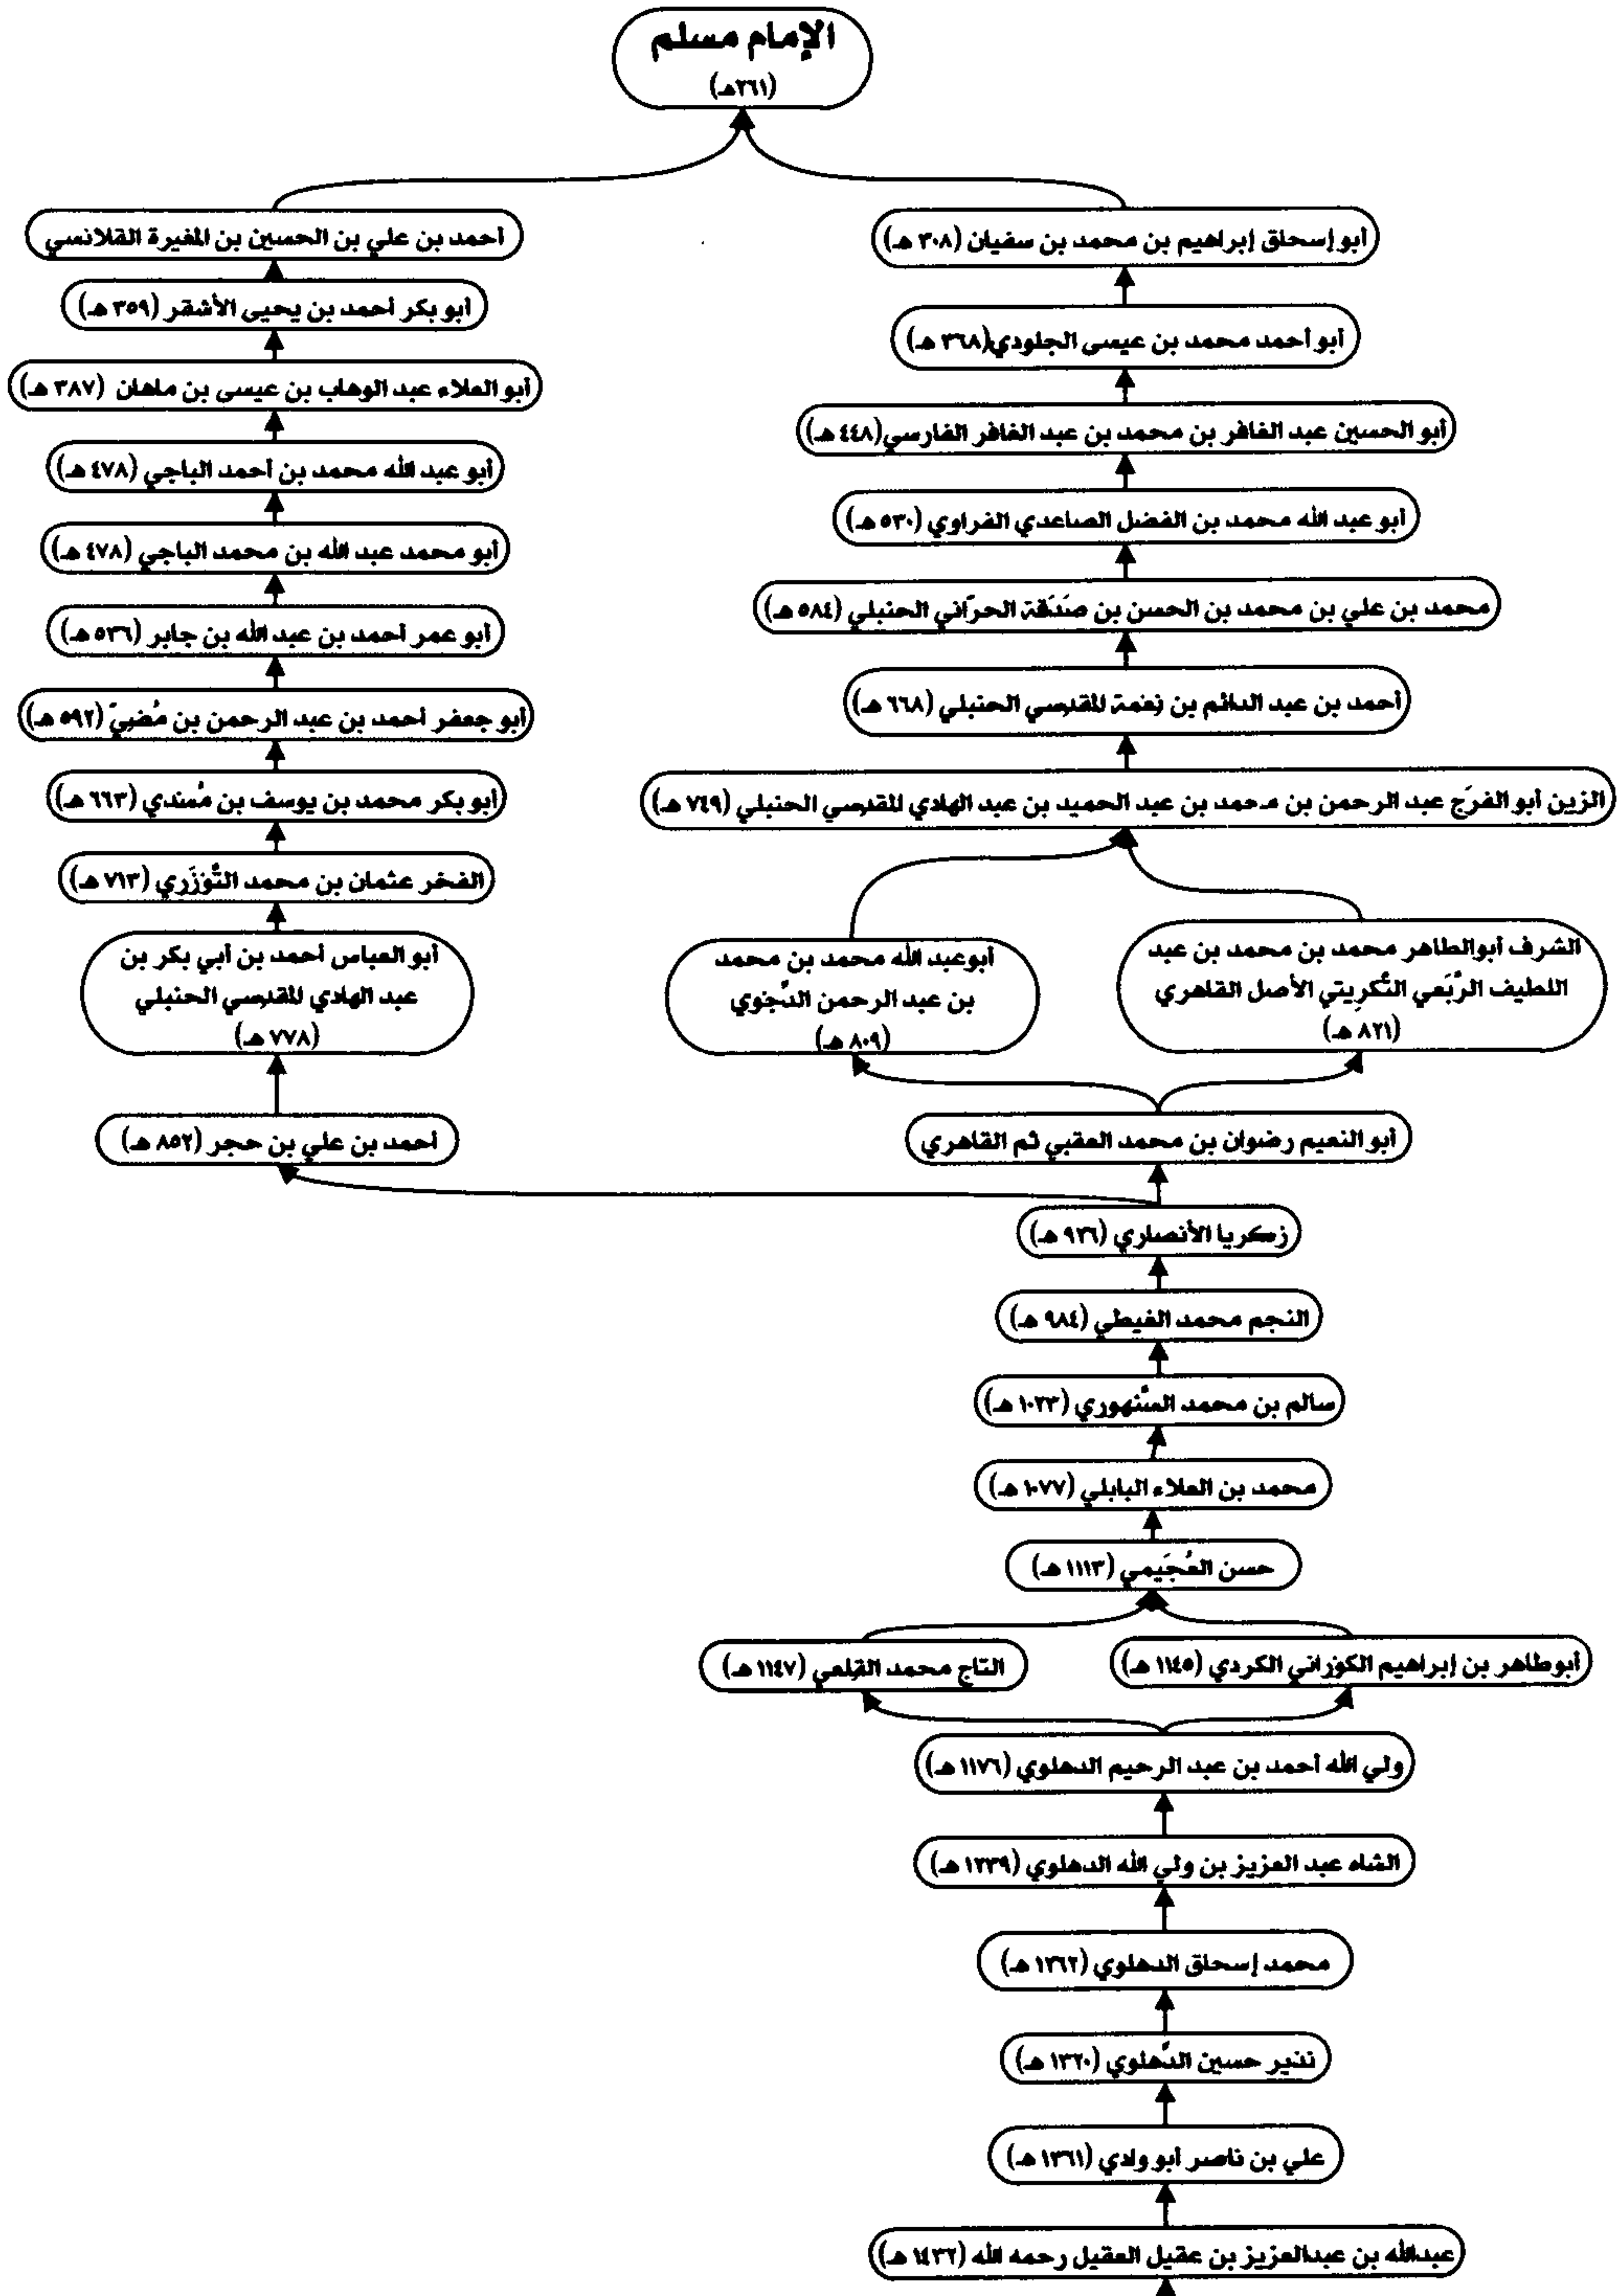 الإمام مسلم
(٢٦١هـ)
أبو إسحاق إبراهيم بن محمد بن سفيان (٣٠٨ هـ)
أبو أحمد محمد بن عيسى الجلودي(٣٦٨ هـ)
أبو الحسين عبد الغافر بن محمد بن عبد الغافر الفارسي(٤٤٨ هـ)
أبو عبد الله محمد بن الفضل الصاعدي الفراوي (٥٣٠ هـ)
محمد بن علي بن محمد بن الحسن بن صَدَقة الحرّاني الحنبلي (٥٨٤ هـ)
أحمد بن عبد الدائم بن نِعْمة المقدسي الحنبلي (٦٦٨ هـ)
الزين أبو الفرَج عبد الرحمن بن محمد بن عبد الحميد بن عبد الهادي المقدسي الحنبلي (٧٤٩ هـ)
الشرف أبوالطاهر محمد بن محمد بن عبد
اللطيف الرَّبَعي التَّكرِيتي الأصل القاهري
(٨٢١ هـ)
أبوعبد الله محمد بن محمد
بن عبد الرحمن الدِّجْوي
(٨٠٩ هـ)
أبو النعيم رضوان بن محمد العقبي ثم القاهري
أحمد بن علي بن الحسين بن المغيرة القلانسي
أبو بكر أحمد بن يحيى الأشقر (٣٥٩ هـ)
أبو العلاء عبد الوهاب بن عيسى بن ماهان (٣٨٧ هـ)
أبو عبد الله محمد بن أحمد الباجي (٤٧٨ هـ)
أبو محمد عبد الله بن محمد الباجي (٤٧٨ هـ)
أبو عمر أحمد بن عبد الله بن جابر (٥٣٦ هـ)
أبو جعفر أحمد بن عبد الرحمن بن مُضيّ (٥٩٢ هـ)
أبو بكر محمد بن يوسف بن مُسدي (٦٦٣ هـ)
الفخر عثمان بن محمد التَّوْزَري (٧١٣ هـ)
أبو العباس أحمد بن أبي بكر بن
عبد الهادي المقدسي الحنبلي
(٧٧٨ هـ)
أحمد بن علي بن حجر (٨٥٢ هـ)
زكريا الأنصاري (٩٢٦ هـ)
النجم محمد الغيطي (٩٨٤ هـ)
سالم بن محمد السَّنهوري (١٠٢٣ هـ)
محمد بن العلاء البابلي (١٠٧٧ هـ)
حسن العُجَيمي (١١١٣ هـ)
أبوطاهر بن إبراهيم الكوْراني الكردي (١١٤٥ هـ)
التاج محمد القِلعي (١١٤٧ هـ)
ولي الله أحمد بن عبد الرحيم الدهلوي (١١٧٦ هـ)
الشاه عبد العزيز بن ولي الله الدهلوي (١٢٣٩ هـ)
محمد إسحاق الدهلوي (١٣٦٢ هـ)
نذير حسين الدِّهلوي (١٣٢٠ هـ)
علي بن ناصر أبو وادي (١٣٦١ هـ)
عبدالله بن عبدالعزيز بن عقيل العقيل رحمه الله (١٤٣٢ هـ)